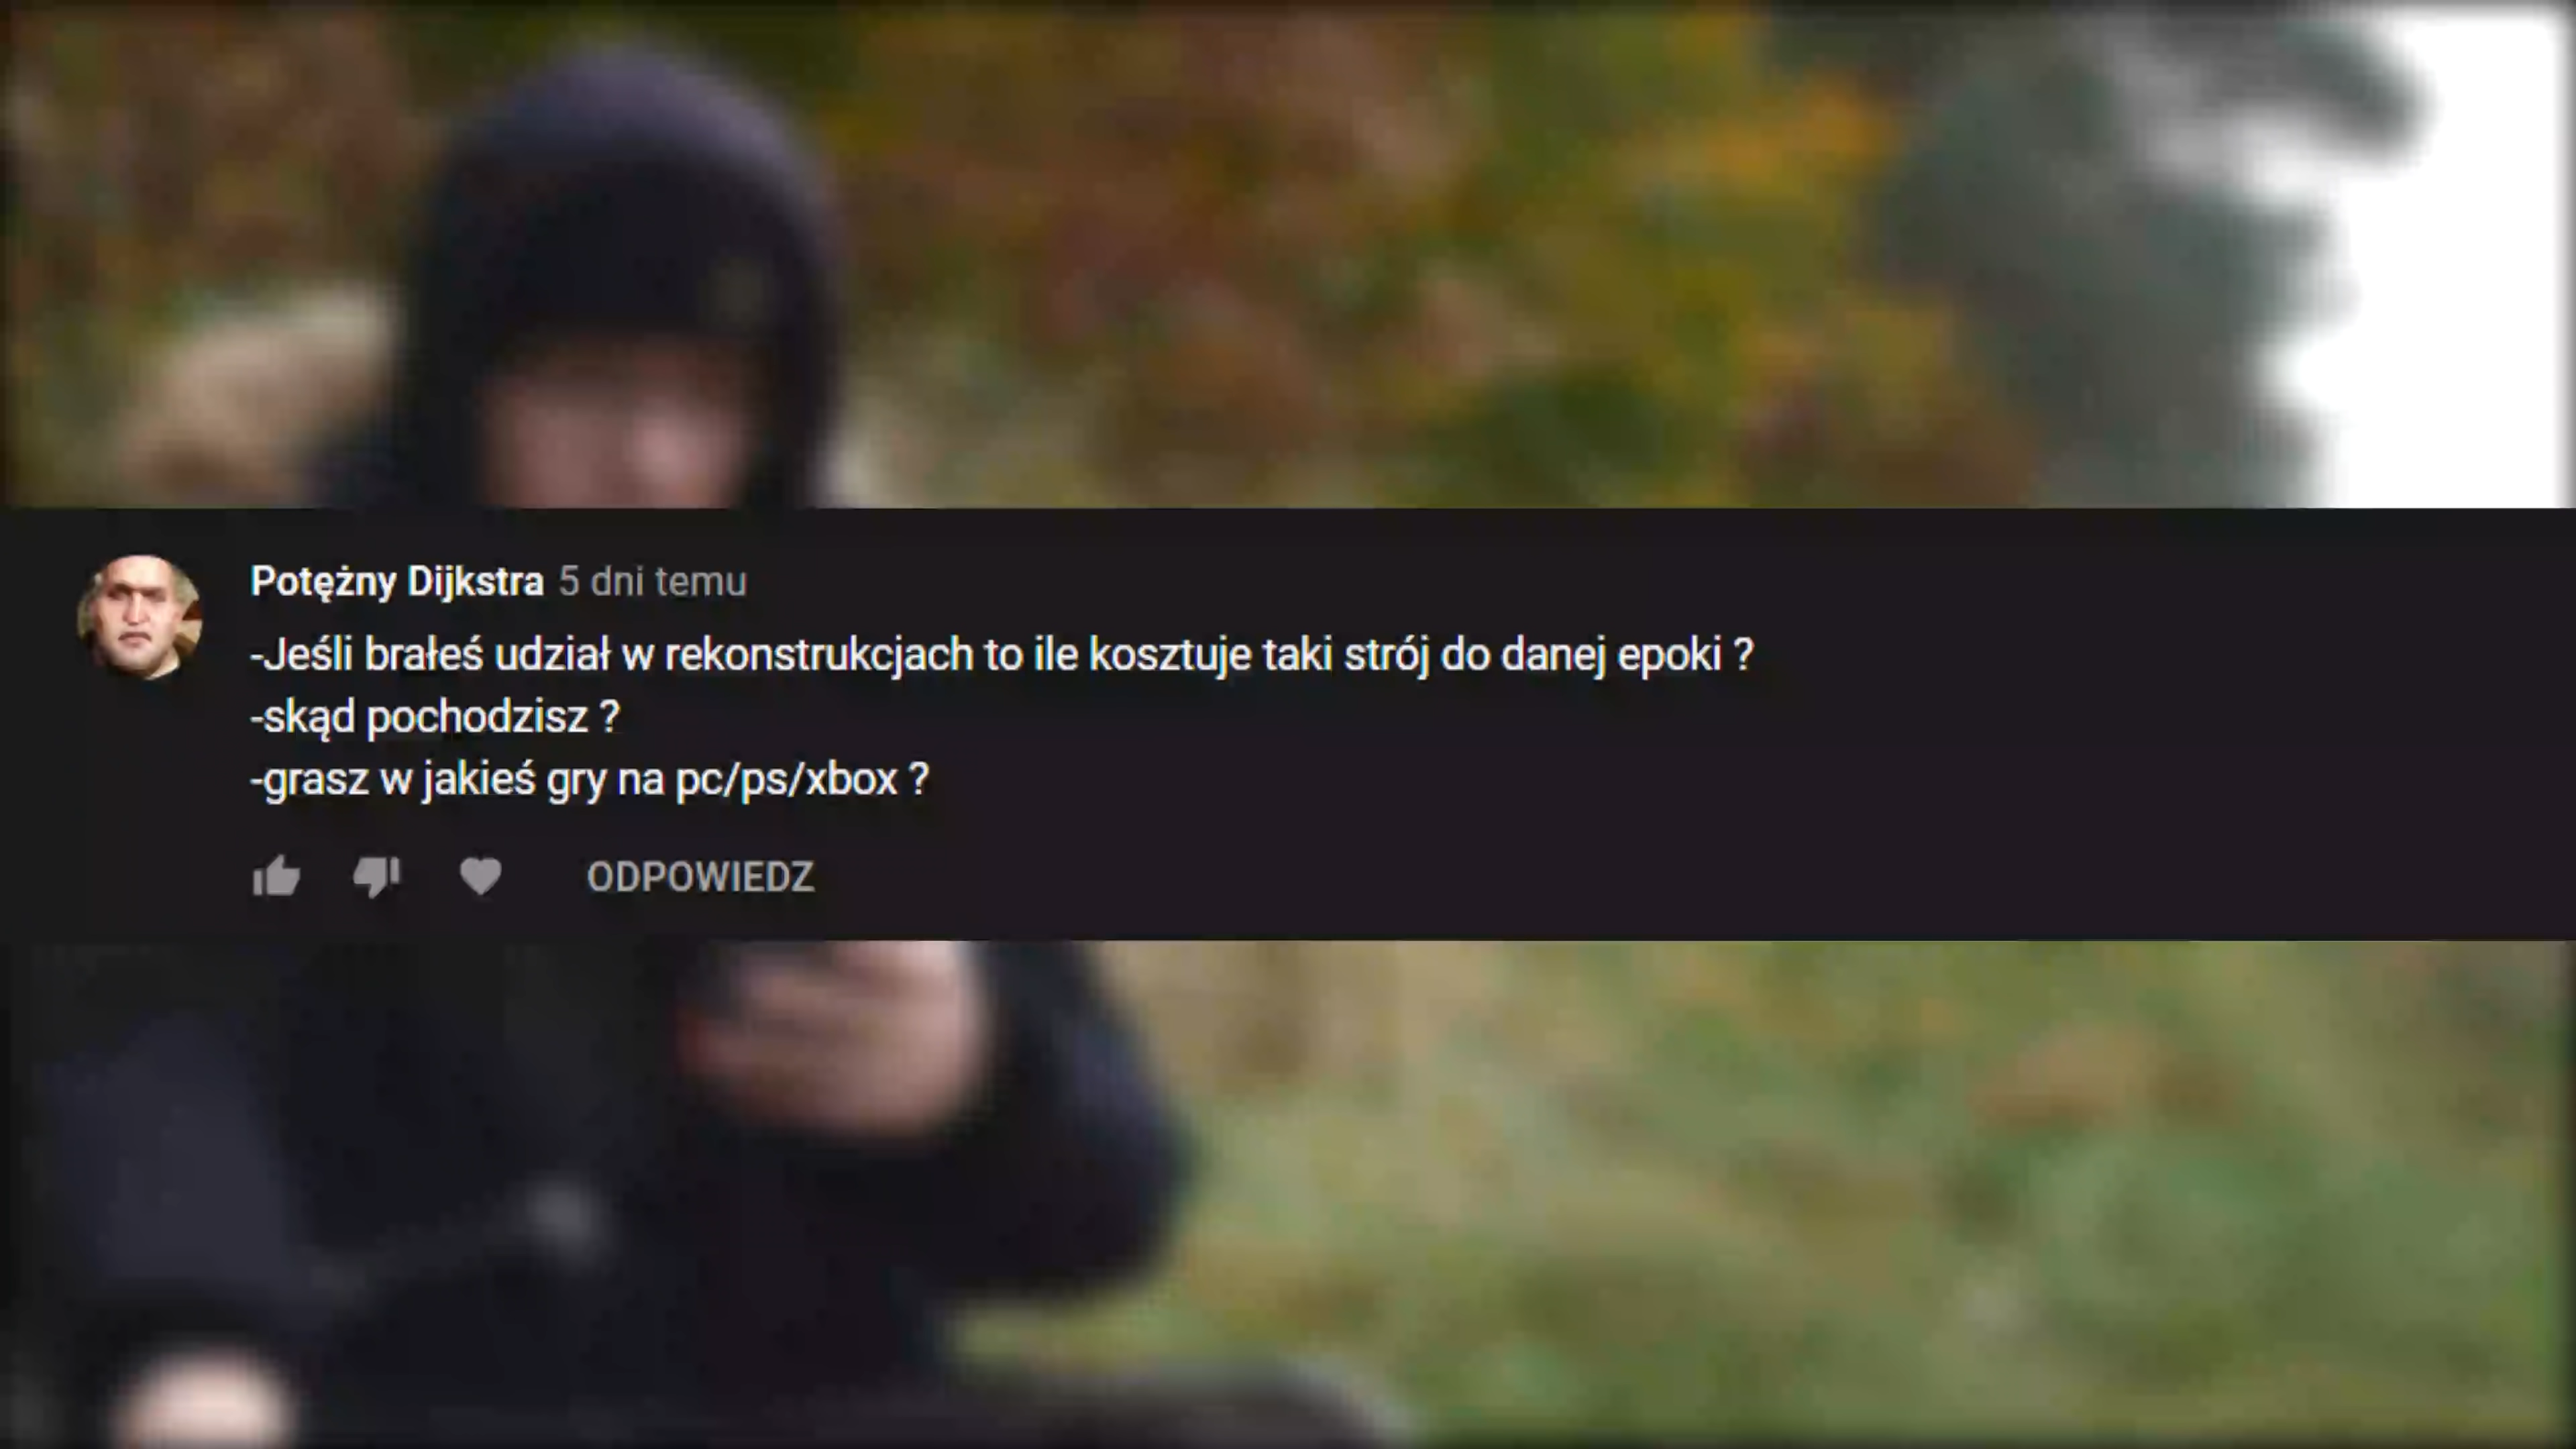 Potężny Dijkstra 5 dni temu
-Jeśli brałeś udział w rekonstrukcjach to ile kosztuje taki strój do danej epoki ?
-skąd pochodzisz ?
-grasz w jakieś gry na pc/ps/xbox ?
ODPOWIEDZ